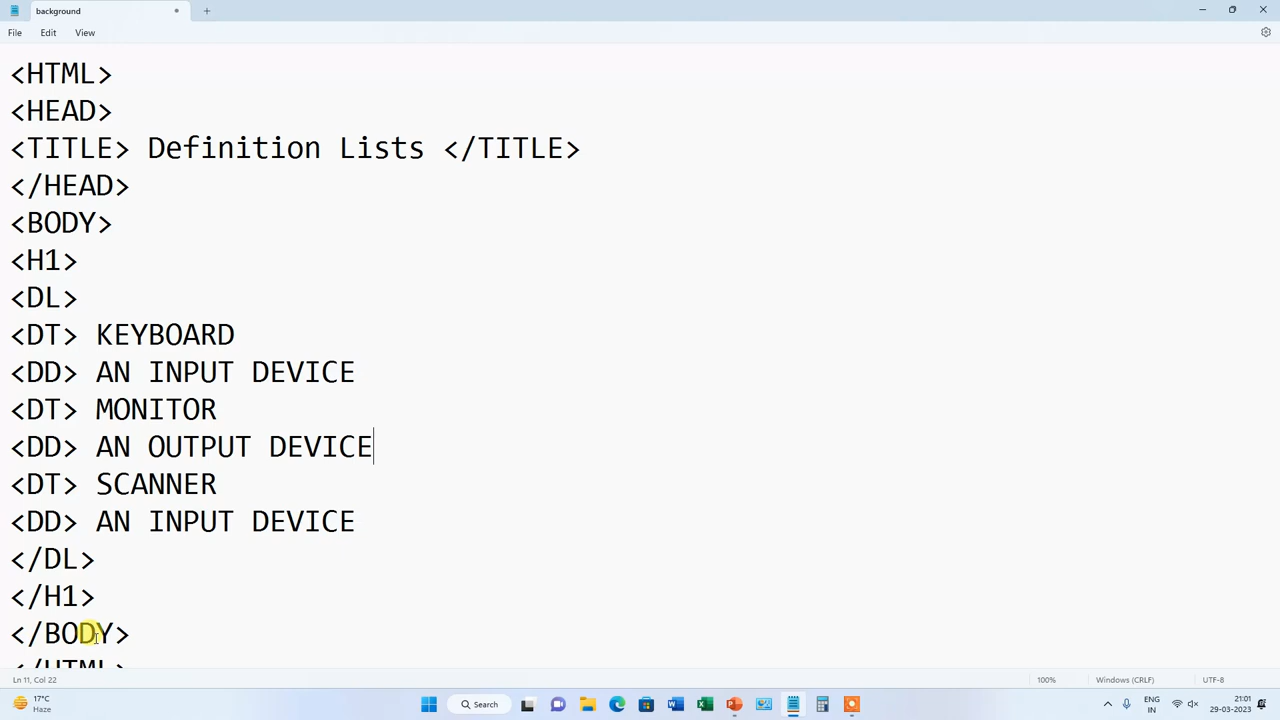 background
File Edit View
<HTML>
<HEAD>
<TITLE> Definition Lists </TITLE>
</HEAD>
<BODY>
<H1>
<DL>
<DT> KEYBOARD
<DD> AN INPUT DEVICE
<DT> MONITOR
<DD> AN OUTPUT DEVICE
<DT> SCANNER
<DD> AN INPUT DEVICE
</DL>
</H1>
</BODY>
</HTML>
Ln 11, Col 22 100% Windows (CRLF) UTF-8
17°C
Haze
Search
ENG
IN
21:01
29-03-2023